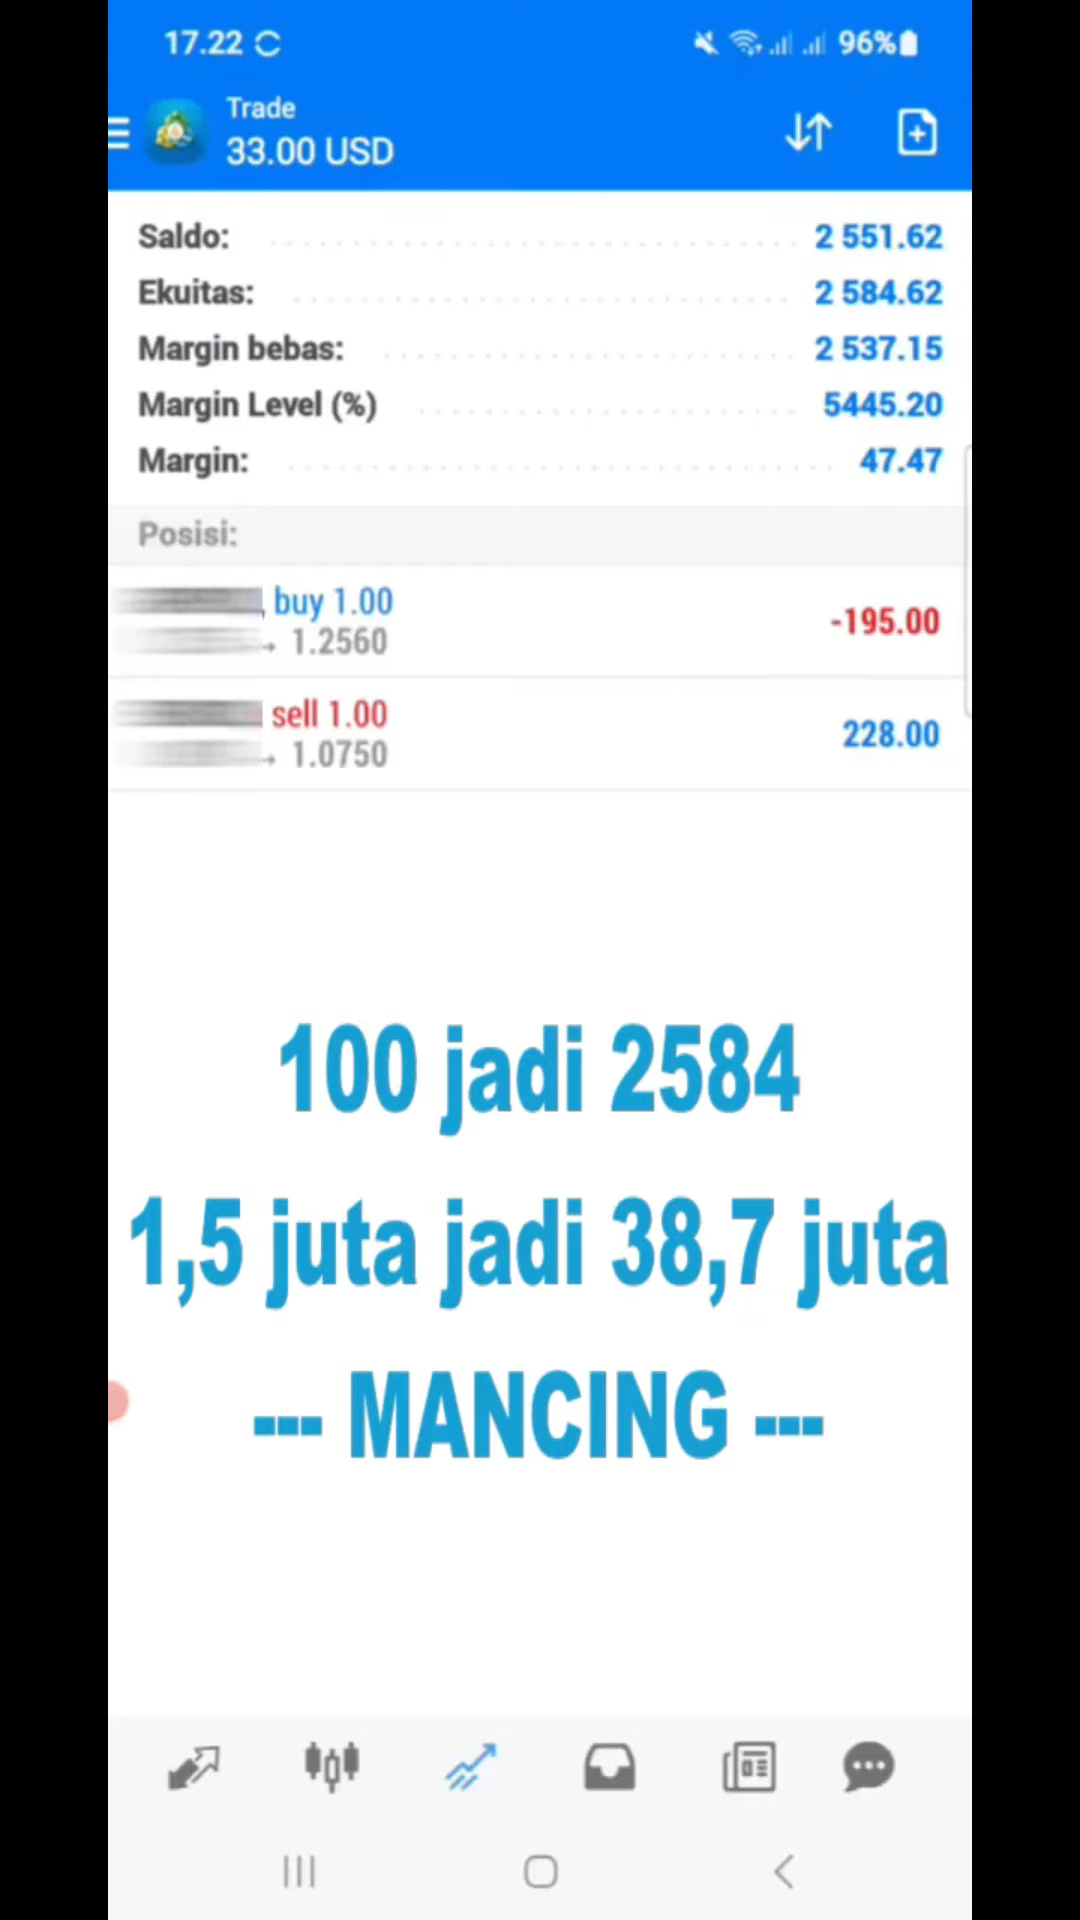 17.22
96%
Trade
33.00 USD
Saldo:
2 551.62
Ekuitas:
2 584.62
Margin bebas:
2 537.15
Margin Level (%)
5445.20
Margin:
47.47
Posisi:
, buy 1.00
→ 1.2560
-195.00
sell 1.00
→ 1.0750
228.00
100 jadi 2584
1,5 juta jadi 38,7 juta
--- MANCING ---